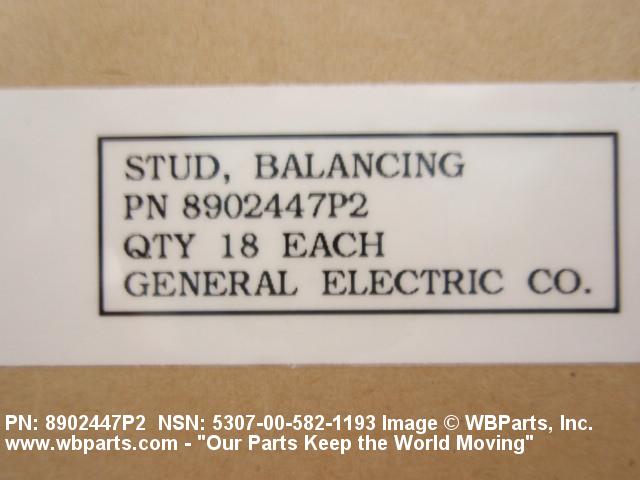 STUD, BALANCING
PN 8902447P2
QTY 18 EACH
GENERAL ELECTRIC CO.
PN: 8902447P2 NSN: 5307-00-582-1193 Image © WBParts, Inc.
www.wbparts.com - "Our Parts Keep the World Moving"